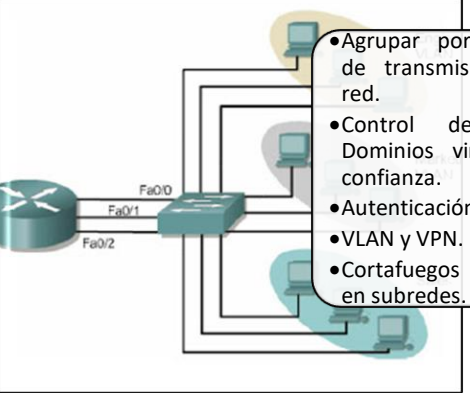 •Agrupar por
de transmis
red.
•Control de
Dominios vi
confianza.
•Autenticación
•VLAN y VPN.
•Cortafuegos
en subredes.
Fa0/0
Fa0/1
Fa0/2